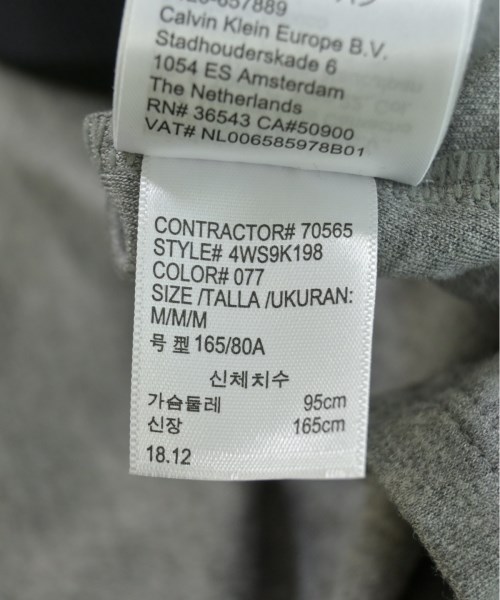 Calvin Klein Europe B.V.
Stadhouderskade 6
1054 ES Amsterdam
The Netherlands
RN# 36543 CA#50900
VAT# NL006585978B01
CONTRACTOR# 70565
STYLE# 4WS9K198
COLOR# 077
SIZE /TALLA /UKURAN:
M/M/M
号 型 165/80A
신체치수
가슴둘레 95cm
신장 165cm
18.12